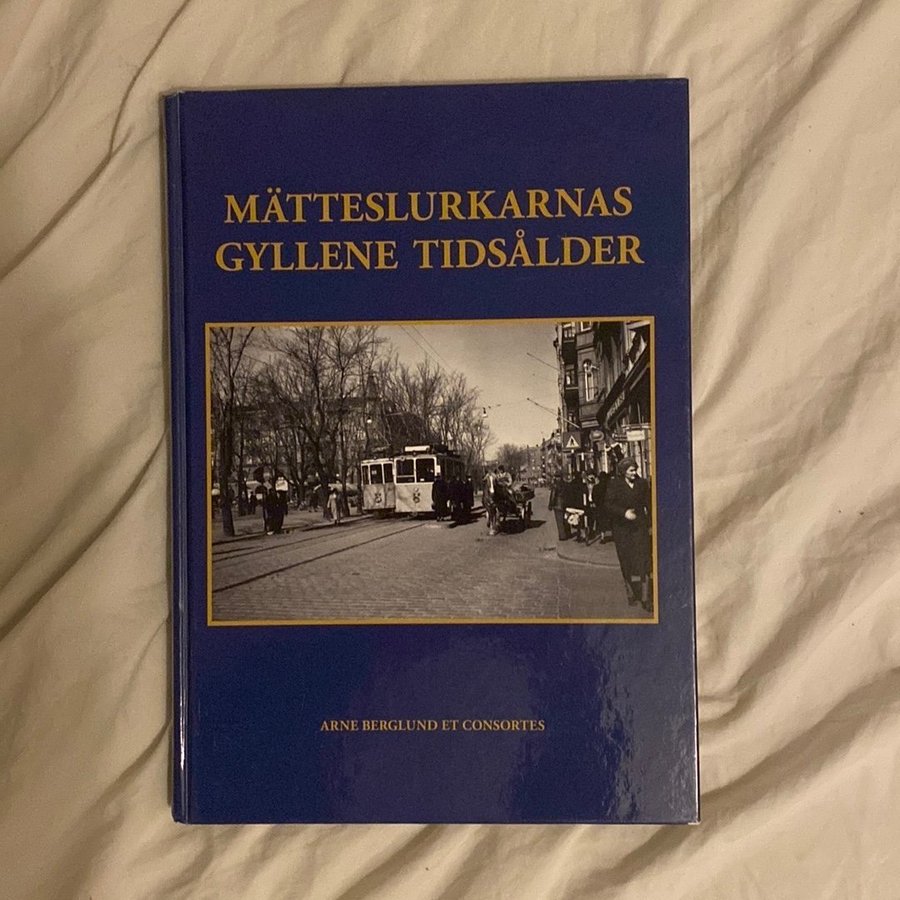 MÄTTESLURKARNAS
GYLLENE TIDSÅLDER
ARNE BERGLUND ET CONSORTES